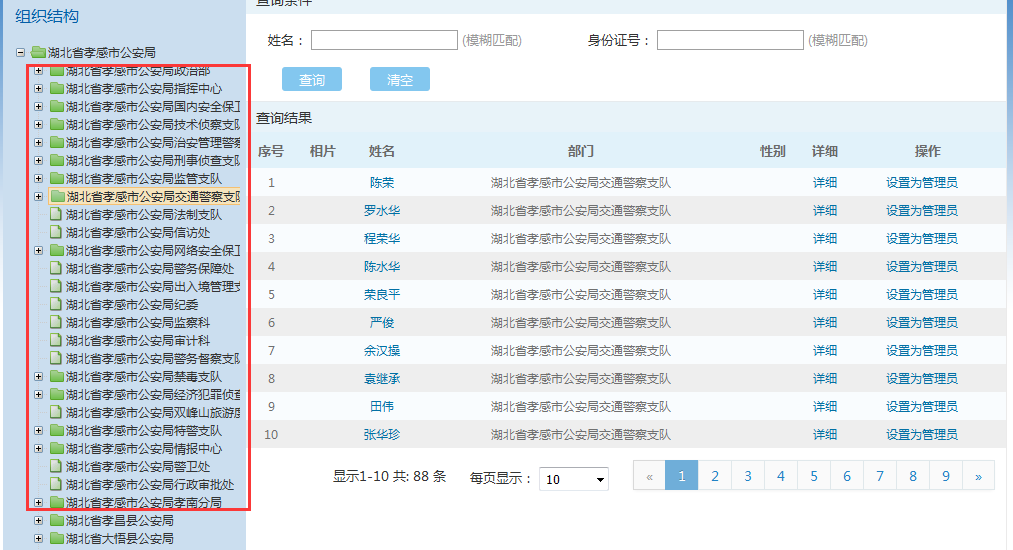 组织结构
湖北省孝感市公安局
湖北省孝感市公安局政治部
湖北省孝感市公安局指挥中心
湖北省孝感市公安局国内安全保卫
湖北省孝感市公安局技术侦察支队
湖北省孝感市公安局治安管理警察
湖北省孝感市公安局刑事侦查支队
湖北省孝感市公安局监管支队
湖北省孝感市公安局交通警察支队
湖北省孝感市公安局法制支队
湖北省孝感市公安局信访处
湖北省孝感市公安局网络安全保卫
湖北省孝感市公安局警务保障处
湖北省孝感市公安局出入境管理支
湖北省孝感市公安局纪委
湖北省孝感市公安局监察科
湖北省孝感市公安局审计科
湖北省孝感市公安局警务督察支队
湖北省孝感市公安局禁毒支队
湖北省孝感市公安局经济犯罪侦查
湖北省孝感市公安局双峰山旅游度
湖北省孝感市公安局特警支队
湖北省孝感市公安局情报中心
湖北省孝感市公安局警卫处
湖北省孝感市公安局行政审批处
湖北省孝感市公安局孝南分局
湖北省孝昌县公安局
湖北省大悟县公安局
查询条件
姓名： (模糊匹配) 身份证号： (模糊匹配)
查询 清空
查询结果
序号 相片 姓名 部门 性别 详细 操作
1 陈荣 湖北省孝感市公安局交通警察支队 详细 设置为管理员
2 罗水华 湖北省孝感市公安局交通警察支队 详细 设置为管理员
3 程荣华 湖北省孝感市公安局交通警察支队 详细 设置为管理员
4 陈水华 湖北省孝感市公安局交通警察支队 详细 设置为管理员
5 荣良平 湖北省孝感市公安局交通警察支队 详细 设置为管理员
6 严俊 湖北省孝感市公安局交通警察支队 详细 设置为管理员
7 余汉操 湖北省孝感市公安局交通警察支队 详细 设置为管理员
8 袁继承 湖北省孝感市公安局交通警察支队 详细 设置为管理员
9 田伟 湖北省孝感市公安局交通警察支队 详细 设置为管理员
10 张华珍 湖北省孝感市公安局交通警察支队 详细 设置为管理员
显示1-10 共: 88 条 每页显示： 10 « 1 2 3 4 5 6 7 8 9 »